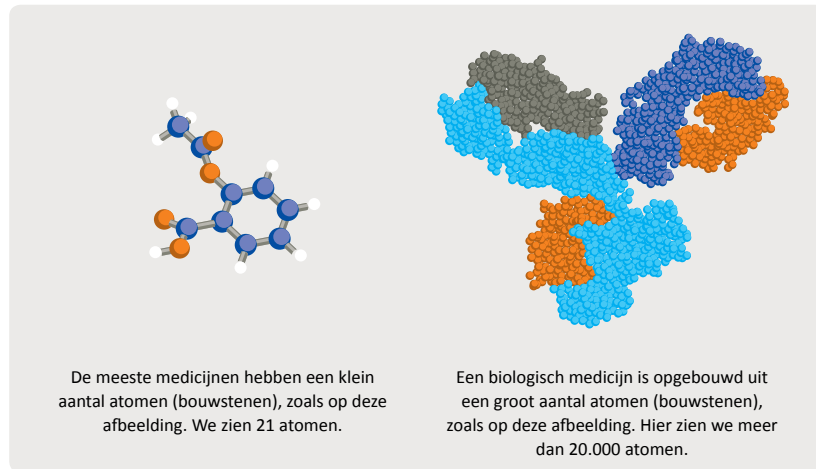 De meeste medicijnen hebben een klein
aantal atomen (bouwstenen), zoals op deze
afbeelding. We zien 21 atomen.
Een biologisch medicijn is opgebouwd uit
een groot aantal atomen (bouwstenen),
zoals op deze afbeelding. Hier zien we meer
dan 20.000 atomen.